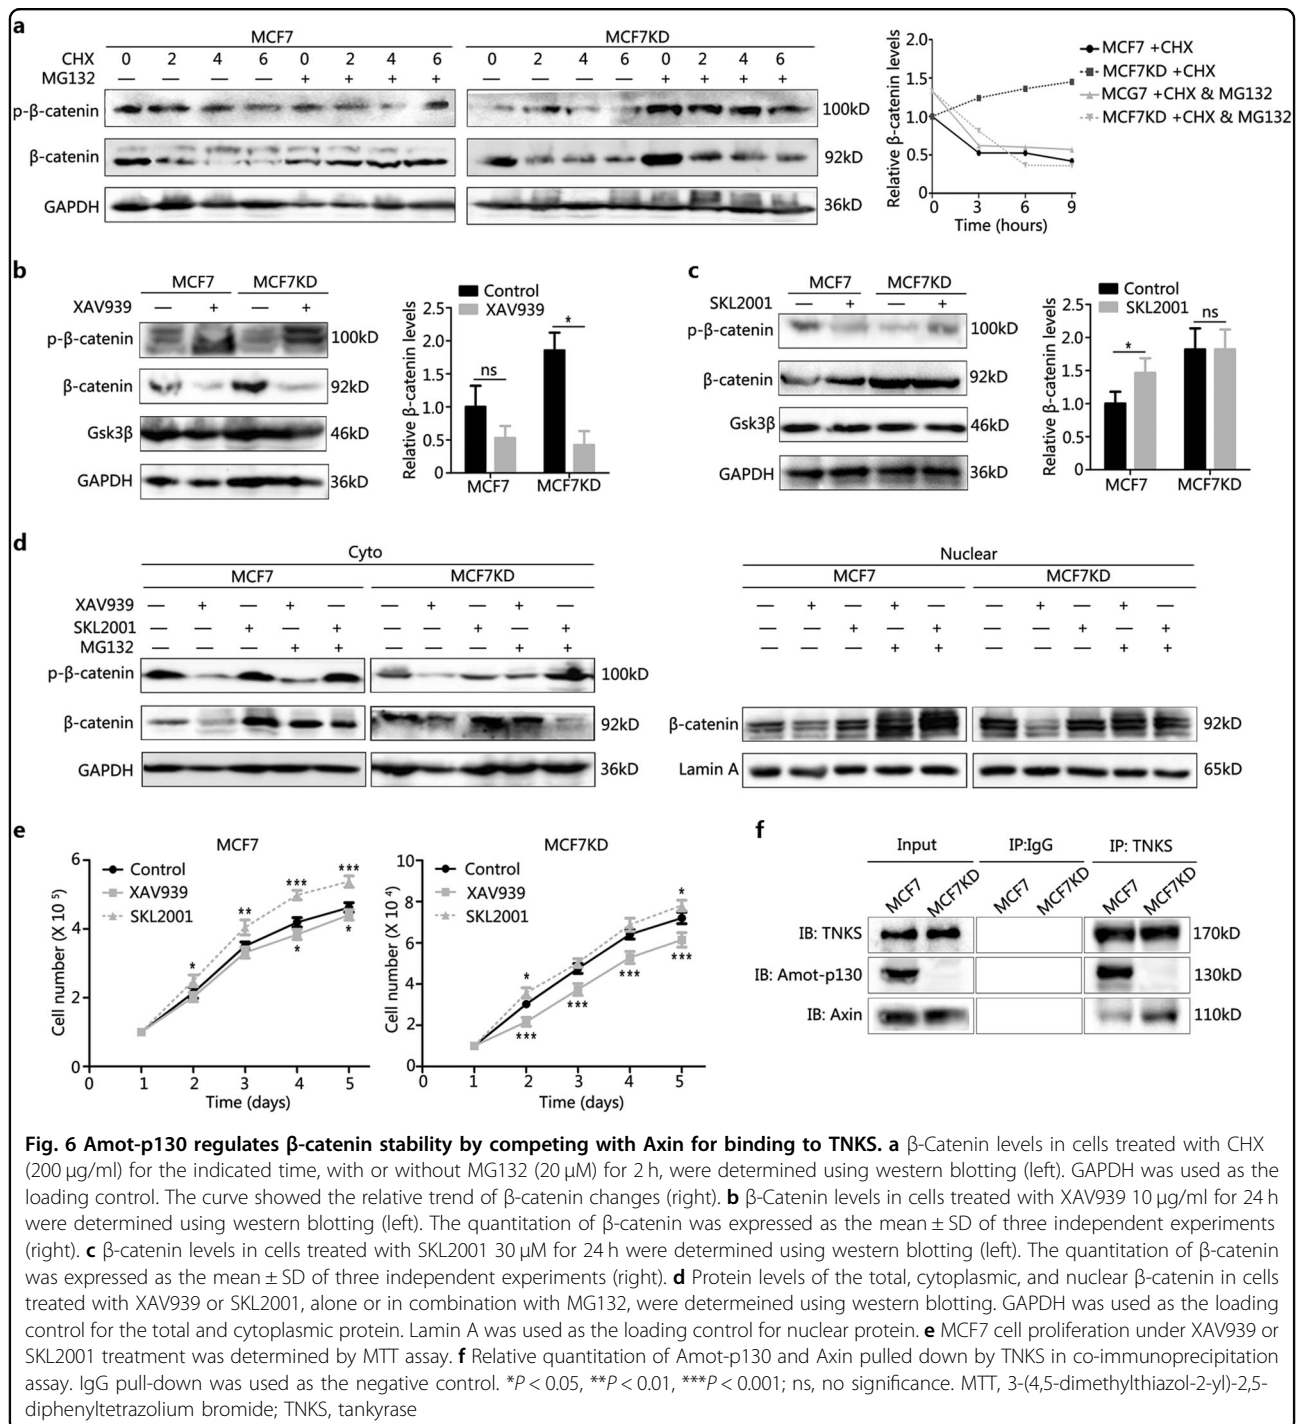 a
MCF7
MCF7KD
CHX 0 2 4 6 0 2 4 6 0 2 4 6 0 2 4 6
MG132 — — — — + + + + — — — — + + + +
p-β-catenin
100kD
β-catenin
92kD
GAPDH
36kD
Relative β-catenin levels
2.0
1.5
1.0
0.5
0
0 3 6 9
Time (hours)
MCF7 +CHX
MCF7KD +CHX
MCG7 +CHX & MG132
MCF7KD +CHX & MG132
b
MCF7 MCF7KD
XAV939 — + — +
p-β-catenin 100kD
β-catenin 92kD
Gsk3β 46kD
GAPDH 36kD
Relative β-catenin levels
2.5
2.0
1.5
1.0
0.5
0
Control
XAV939
ns
*
MCF7 MCF7KD
c
MCF7 MCF7KD
SKL2001 — + — +
p-β-catenin 100kD
β-catenin 92kD
Gsk3β 46kD
GAPDH 36kD
Relative β-catenin levels
2.5
2.0
1.5
1.0
0.5
0
Control
SKL2001
*
ns
MCF7 MCF7KD
d
Cyto
MCF7 MCF7KD
XAV939 — + — + — — + — + —
SKL2001 — — + — + — — + — +
MG132 — — — + + — — — + +
p-β-catenin 100kD
β-catenin 92kD
GAPDH 36kD
Nuclear
MCF7 MCF7KD
— + — + — — + — + —
— — + — + — — + — +
— — — + + — — — + +
β-catenin 92kD
Lamin A 65kD
e
MCF7
Cell number (X 10 5)
6
4
2
0
0 1 2 3 4 5
Time (days)
Control
XAV939
SKL2001
* ** *** ***
* *
MCF7KD
Cell number (X 10 4)
10
8
6
4
2
0
0 1 2 3 4 5
Time (days)
Control
XAV939
SKL2001
* *
*** *** *** ***
f
Input IP:IgG IP: TNKS
MCF7 MCF7KD MCF7 MCF7KD MCF7 MCF7KD
IB: TNKS 170kD
IB: Amot-p130 130kD
IB: Axin 110kD
Fig. 6 Amot-p130 regulates β-catenin stability by competing with Axin for binding to TNKS. a β-Catenin levels in cells treated with CHX
(200 μg/ml) for the indicated time, with or without MG132 (20 μM) for 2 h, were determined using western blotting (left). GAPDH was used as the
loading control. The curve showed the relative trend of β-catenin changes (right). b β-Catenin levels in cells treated with XAV939 10 μg/ml for 24 h
were determined using western blotting (left). The quantitation of β-catenin was expressed as the mean ± SD of three independent experiments
(right). c β-catenin levels in cells treated with SKL2001 30 μM for 24 h were determined using western blotting (left). The quantitation of β-catenin
was expressed as the mean ± SD of three independent experiments (right). d Protein levels of the total, cytoplasmic, and nuclear β-catenin in cells
treated with XAV939 or SKL2001, alone or in combination with MG132, were determeined using western blotting. GAPDH was used as the loading
control for the total and cytoplasmic protein. Lamin A was used as the loading control for nuclear protein. e MCF7 cell proliferation under XAV939 or
SKL2001 treatment was determined by MTT assay. f Relative quantitation of Amot-p130 and Axin pulled down by TNKS in co-immunoprecipitation
assay. IgG pull-down was used as the negative control. *P < 0.05, **P < 0.01, ***P < 0.001; ns, no significance. MTT, 3-(4,5-dimethylthiazol-2-yl)-2,5-
diphenyltetrazolium bromide; TNKS, tankyrase